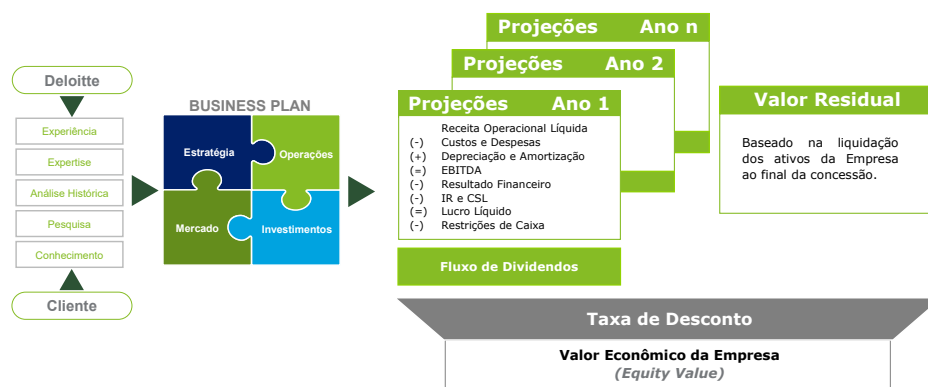 Deloitte
Experiência
Expertise
Análise Histórica
Pesquisa
Conhecimento
Cliente
BUSINESS PLAN
Estratégia
Operações
Mercado
Investimentos
Projeções Ano n
Projeções Ano 2
Projeções Ano 1
Receita Operacional Líquida
(-) Custos e Despesas
(+) Depreciação e Amortização
(=) EBITDA
(-) Resultado Financeiro
(-) IR e CSL
(=) Lucro Líquido
(-) Restrições de Caixa
Fluxo de Dividendos
Valor Residual
Baseado na liquidação
dos ativos da Empresa
ao final da concessão.
Taxa de Desconto
Valor Econômico da Empresa
(Equity Value)